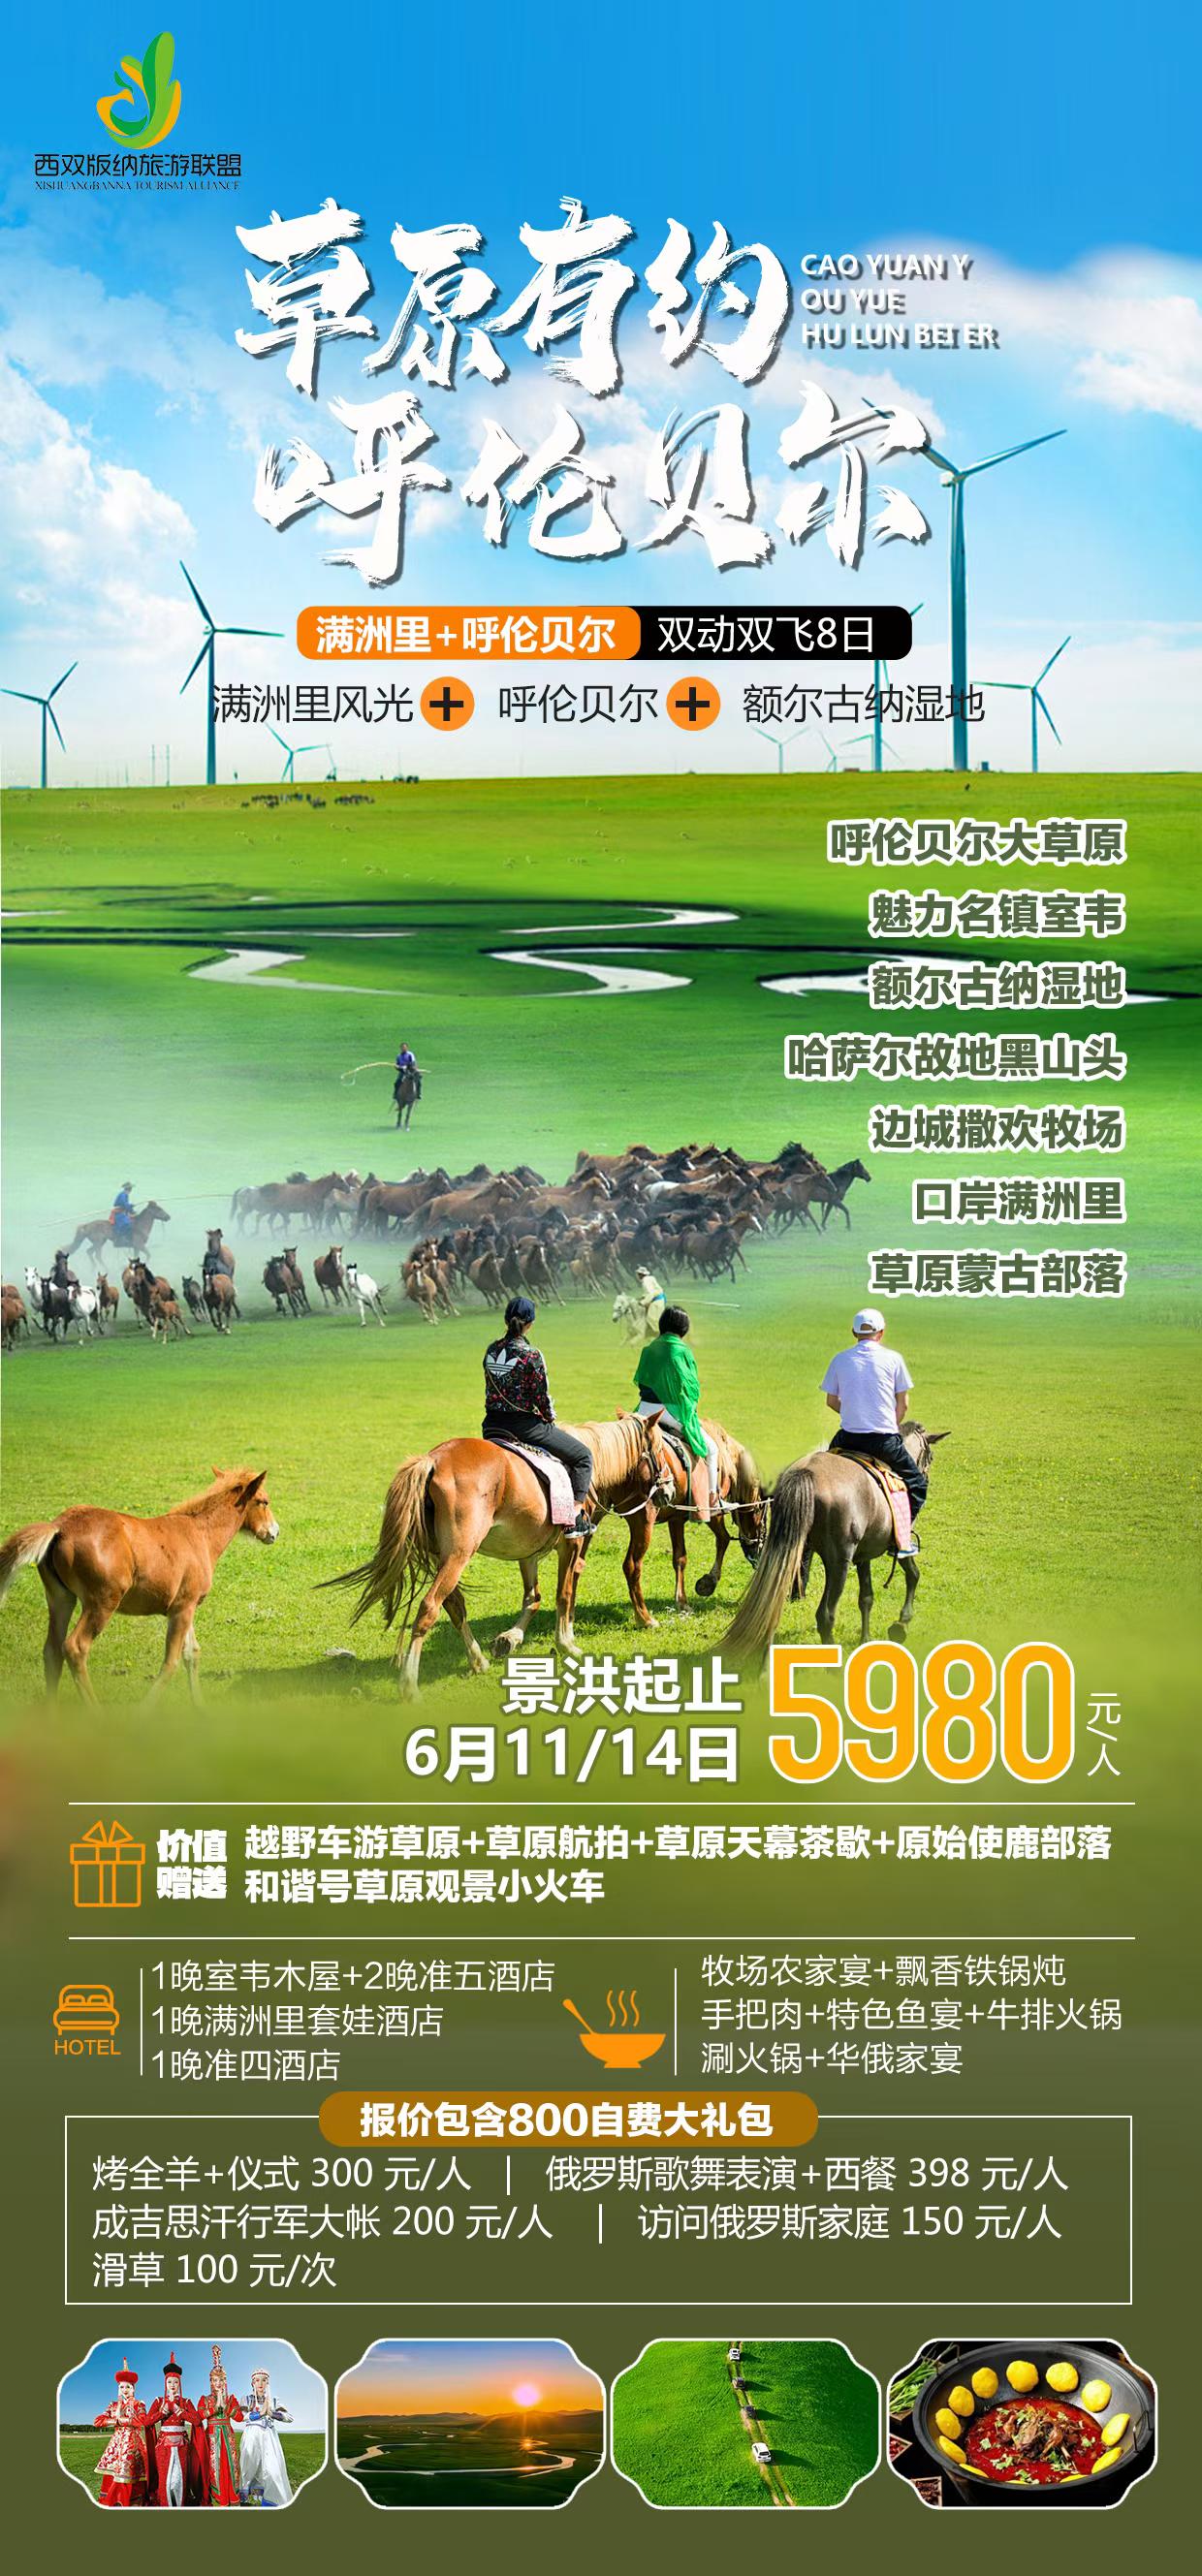 西双版纳旅游联盟
XISHUANGBANNA TOURISM ALLIANCE
草原有约
CAO YUAN Y
OU YUE
HU LUN BEI ER
呼伦贝尔
满洲里+呼伦贝尔 双动双飞8日
满洲里风光 + 呼伦贝尔 + 额尔古纳湿地
呼伦贝尔大草原
魅力名镇室韦
额尔古纳湿地
哈萨尔故地黑山头
边城撒欢牧场
口岸满洲里
草原蒙古部落
景洪起止
6月11/14日
5980 元/人
价值
赠送
越野车游草原+草原航拍+草原天幕茶歇+原始使鹿部落
和谐号草原观景小火车
HOTEL
1晚室韦木屋+2晚准五酒店
1晚满洲里套娃酒店
1晚准四酒店
牧场农家宴+飘香铁锅炖
手把肉+特色鱼宴+牛排火锅
涮火锅+华俄家宴
报价包含800自费大礼包
烤全羊+仪式 300 元/人 | 俄罗斯歌舞表演+西餐 398 元/人
成吉思汗行军大帐 200 元/人 | 访问俄罗斯家庭 150 元/人
滑草 100 元/次